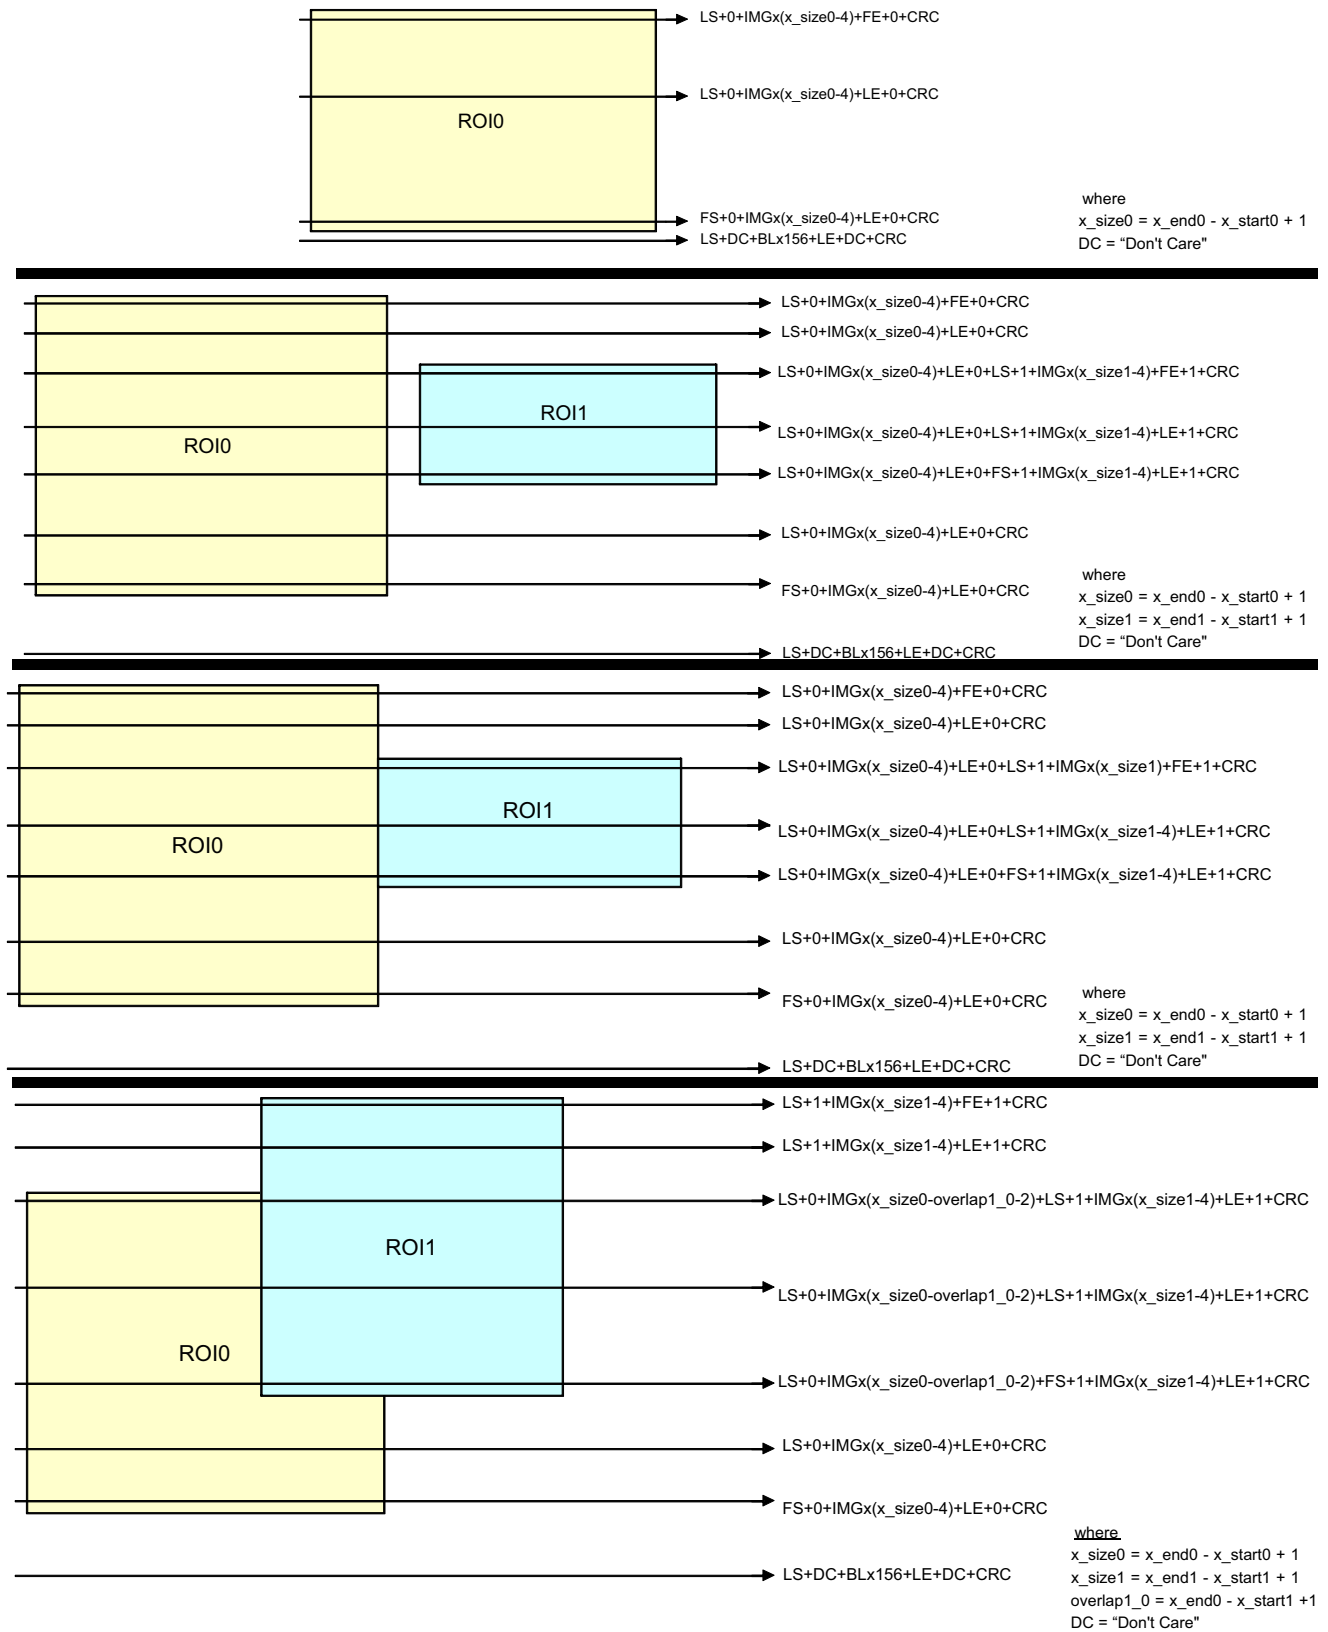 LS+0+IMGx(x_size0-4)+FE+0+CRC
LS+0+IMGx(x_size0-4)+LE+0+CRC
ROI0
FS+0+IMGx(x_size0-4)+LE+0+CRC
LS+DC+BLx156+LE+DC+CRC
where
x_size0 = x_end0 - x_start0 + 1
DC = “Don't Care"
LS+0+IMGx(x_size0-4)+FE+0+CRC
LS+0+IMGx(x_size0-4)+LE+0+CRC
LS+0+IMGx(x_size0-4)+LE+0+LS+1+IMGx(x_size1-4)+FE+1+CRC
ROI1
ROI0
LS+0+IMGx(x_size0-4)+LE+0+LS+1+IMGx(x_size1-4)+LE+1+CRC
LS+0+IMGx(x_size0-4)+LE+0+FS+1+IMGx(x_size1-4)+LE+1+CRC
LS+0+IMGx(x_size0-4)+LE+0+CRC
FS+0+IMGx(x_size0-4)+LE+0+CRC
where
x_size0 = x_end0 - x_start0 + 1
x_size1 = x_end1 - x_start1 + 1
DC = “Don't Care"
LS+DC+BLx156+LE+DC+CRC
LS+0+IMGx(x_size0-4)+FE+0+CRC
LS+0+IMGx(x_size0-4)+LE+0+CRC
LS+0+IMGx(x_size0-4)+LE+0+LS+1+IMGx(x_size1)+FE+1+CRC
ROI1
ROI0
LS+0+IMGx(x_size0-4)+LE+0+LS+1+IMGx(x_size1-4)+LE+1+CRC
LS+0+IMGx(x_size0-4)+LE+0+FS+1+IMGx(x_size1-4)+LE+1+CRC
LS+0+IMGx(x_size0-4)+LE+0+CRC
FS+0+IMGx(x_size0-4)+LE+0+CRC
where
x_size0 = x_end0 - x_start0 + 1
x_size1 = x_end1 - x_start1 + 1
DC = “Don't Care"
LS+DC+BLx156+LE+DC+CRC
LS+1+IMGx(x_size1-4)+FE+1+CRC
LS+1+IMGx(x_size1-4)+LE+1+CRC
LS+0+IMGx(x_size0-overlap1_0-2)+LS+1+IMGx(x_size1-4)+LE+1+CRC
ROI1
LS+0+IMGx(x_size0-overlap1_0-2)+LS+1+IMGx(x_size1-4)+LE+1+CRC
ROI0
LS+0+IMGx(x_size0-overlap1_0-2)+FS+1+IMGx(x_size1-4)+LE+1+CRC
LS+0+IMGx(x_size0-4)+LE+0+CRC
FS+0+IMGx(x_size0-4)+LE+0+CRC
LS+DC+BLx156+LE+DC+CRC
where
x_size0 = x_end0 - x_start0 + 1
x_size1 = x_end1 - x_start1 + 1
overlap1_0 = x_end0 - x_start1 +1
DC = “Don't Care"